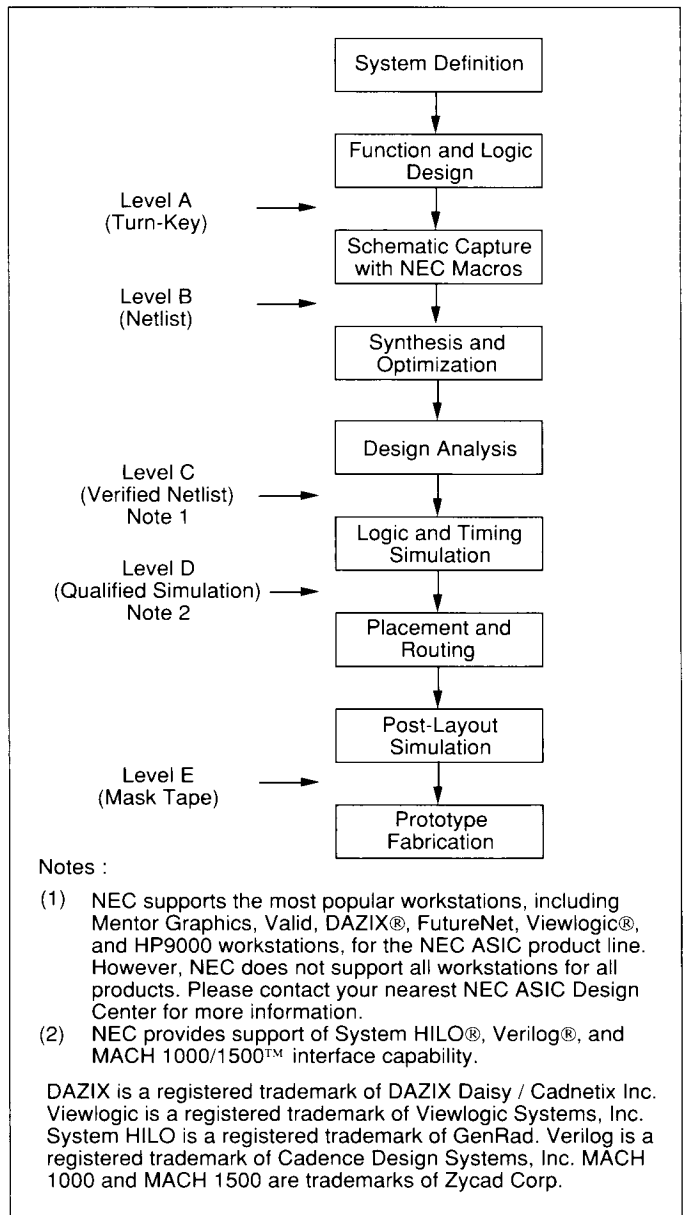 System Definition
Function and Logic
Design
Level A
(Turn-Key)
Schematic Capture
with NEC Macros
Level B
(Netlist)
Synthesis and
Optimization
Design Analysis
Level C
(Verified Netlist)
Note 1
Logic and Timing
Simulation
Level D
(Qualified Simulation)
Note 2
Placement and
Routing
Post-Layout
Simulation
Level E
(Mask Tape)
Prototype
Fabrication
Notes :
(1) NEC supports the most popular workstations, including
Mentor Graphics, Valid, DAZIX®, FutureNet, Viewlogic®,
and HP9000 workstations, for the NEC ASIC product line.
However, NEC does not support all workstations for all
products. Please contact your nearest NEC ASIC Design
Center for more information.
(2) NEC provides support of System HILO®, Verilog®, and
MACH 1000/1500™ interface capability.
DAZIX is a registered trademark of DAZIX Daisy / Cadnetix Inc.
Viewlogic is a registered trademark of Viewlogic Systems, Inc.
System HILO is a registered trademark of GenRad. Verilog is a
registered trademark of Cadence Design Systems, Inc. MACH
1000 and MACH 1500 are trademarks of Zycad Corp.